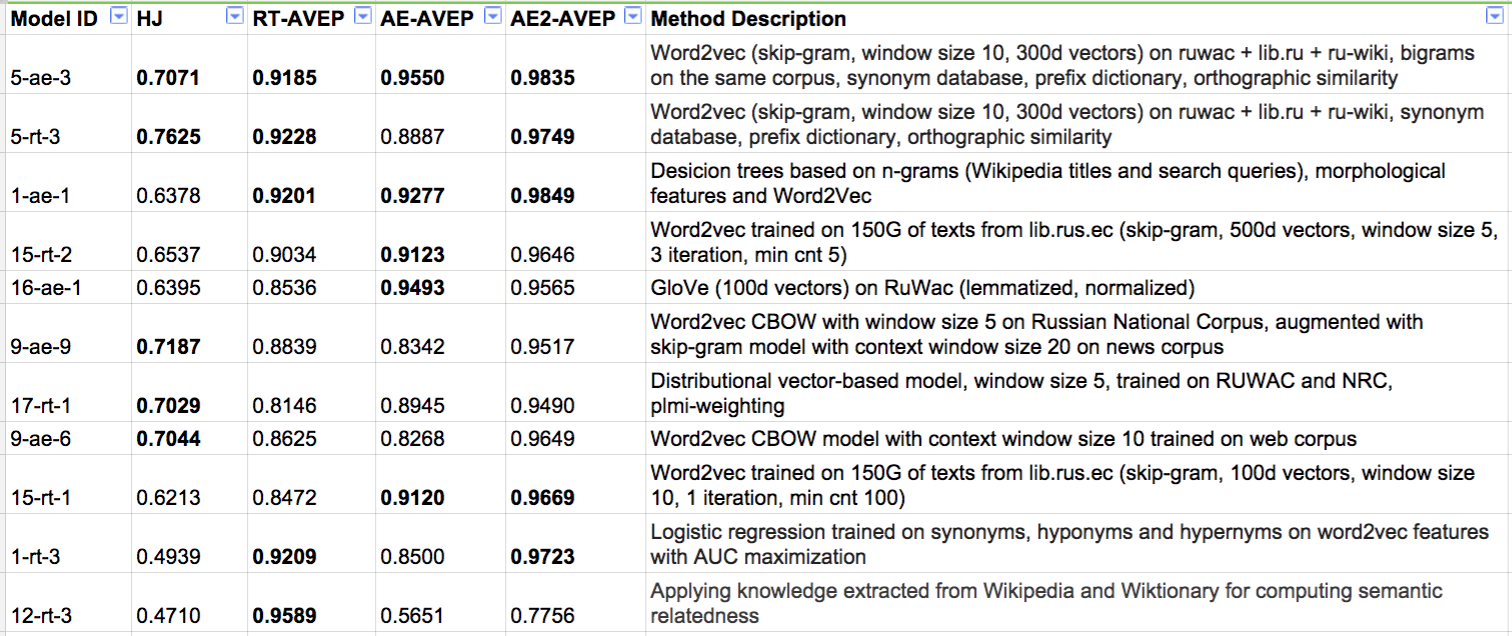 Model ID HJ RT-AVEP AE-AVEP AE2-AVEP Method Description
Word2vec (skip-gram, window size 10, 300d vectors) on ruwac + lib.ru + ru-wiki, bigrams
5-ae-3 0.7071 0.9185 0.9550 0.9835 on the same corpus, synonym database, prefix dictionary, orthographic similarity
Word2vec (skip-gram, window size 10, 300d vectors) on ruwac + lib.ru + ru-wiki, synonym
5-rt-3 0.7625 0.9228 0.8887 0.9749 database, prefix dictionary, orthographic similarity
Desicion trees based on n-grams (Wikipedia titles and search queries), morphological
1-ae-1 0.6378 0.9201 0.9277 0.9849 features and Word2Vec
Word2vec trained on 150G of texts from lib.rus.ec (skip-gram, 500d vectors, window size 5,
15-rt-2 0.6537 0.9034 0.9123 0.9646 3 iteration, min cnt 5)
16-ae-1 0.6395 0.8536 0.9493 0.9565 GloVe (100d vectors) on RuWac (lemmatized, normalized)
Word2vec CBOW with window size 5 on Russian National Corpus, augmented with
9-ae-9 0.7187 0.8839 0.8342 0.9517 skip-gram model with context window size 20 on news corpus
Distributional vector-based model, window size 5, trained on RUWAC and NRC,
17-rt-1 0.7029 0.8146 0.8945 0.9490 plmi-weighting
9-ae-6 0.7044 0.8625 0.8268 0.9649 Word2vec CBOW model with context window size 10 trained on web corpus
Word2vec trained on 150G of texts from lib.rus.ec (skip-gram, 100d vectors, window size
15-rt-1 0.6213 0.8472 0.9120 0.9669 10, 1 iteration, min cnt 100)
Logistic regression trained on synonyms, hyponyms and hypernyms on word2vec features
1-rt-3 0.4939 0.9209 0.8500 0.9723 with AUC maximization
Applying knowledge extracted from Wikipedia and Wiktionary for computing semantic
12-rt-3 0.4710 0.9589 0.5651 0.7756 relatedness